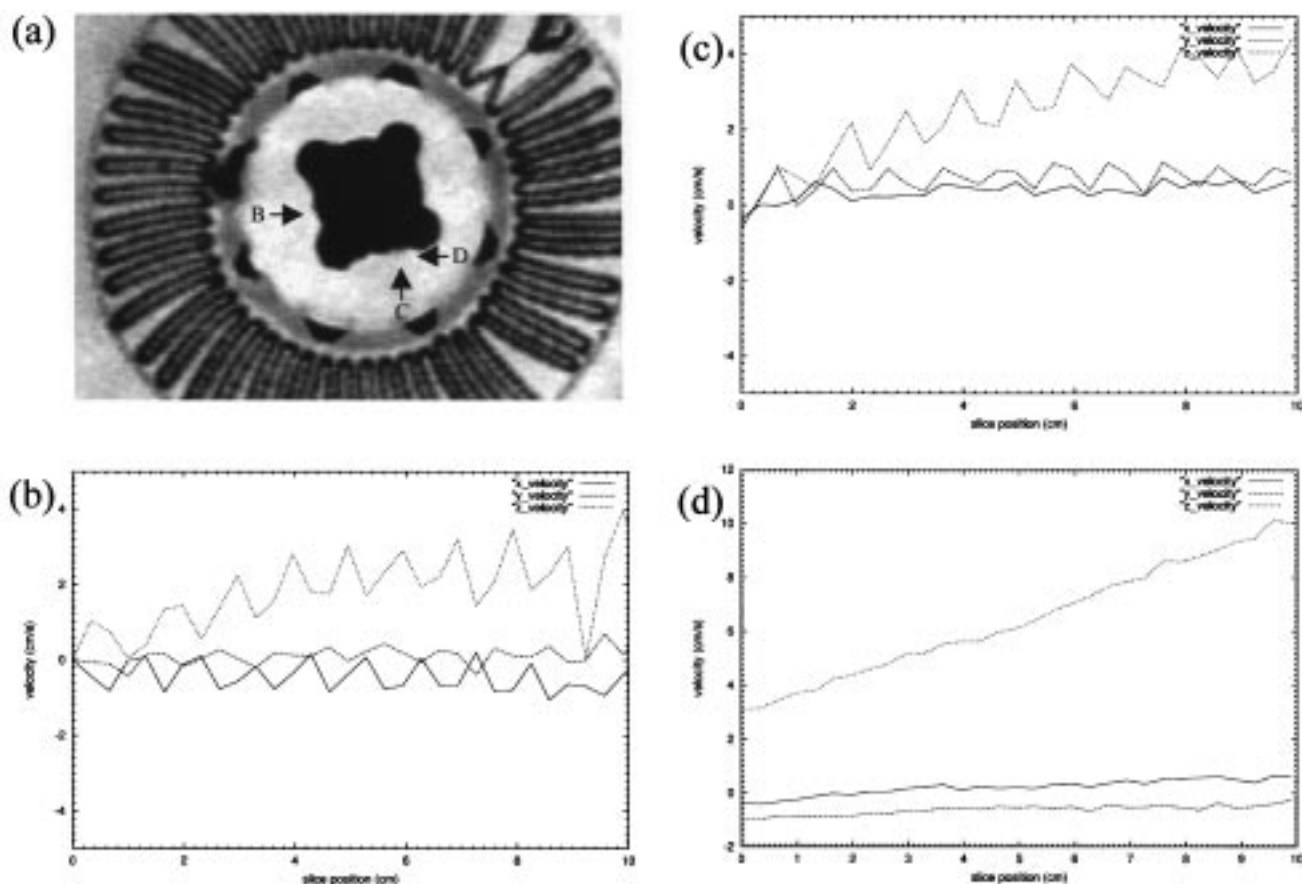 (a)
B
D
C
(b)
"x_velocity"
"y_velocity"
"z_velocity"
4
2
0
-2
-4
velocity (cm/s)
0 2 4 6 8 10
slice position (cm)
(c)
"x_velocity"
"y_velocity"
"z_velocity"
4
2
0
-2
-4
velocity (cm/s)
0 2 4 6 8 10
slice position (cm)
(d)
"x_velocity"
"y_velocity"
"z_velocity"
12
10
8
6
4
2
0
-2
velocity (cm/s)
0 1 2 3 4 5 6 7 8 9 10
slice position (cm)